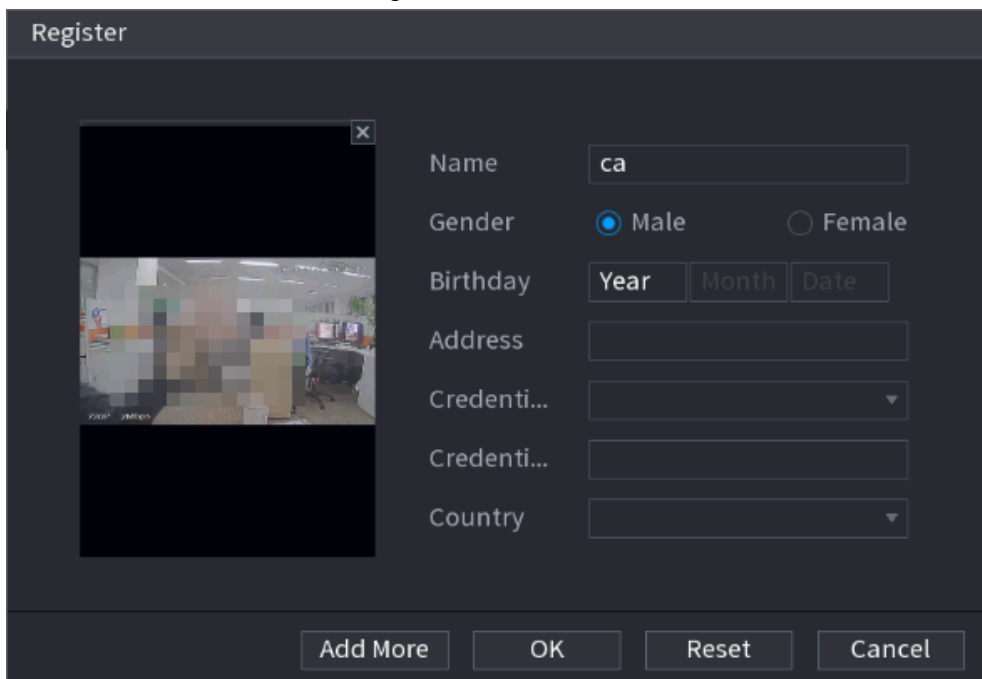 Register
Name ca
Gender Male Female
Birthday Year Month Date
Address
Credenti...
Credenti...
Country
Add More OK Reset Cancel